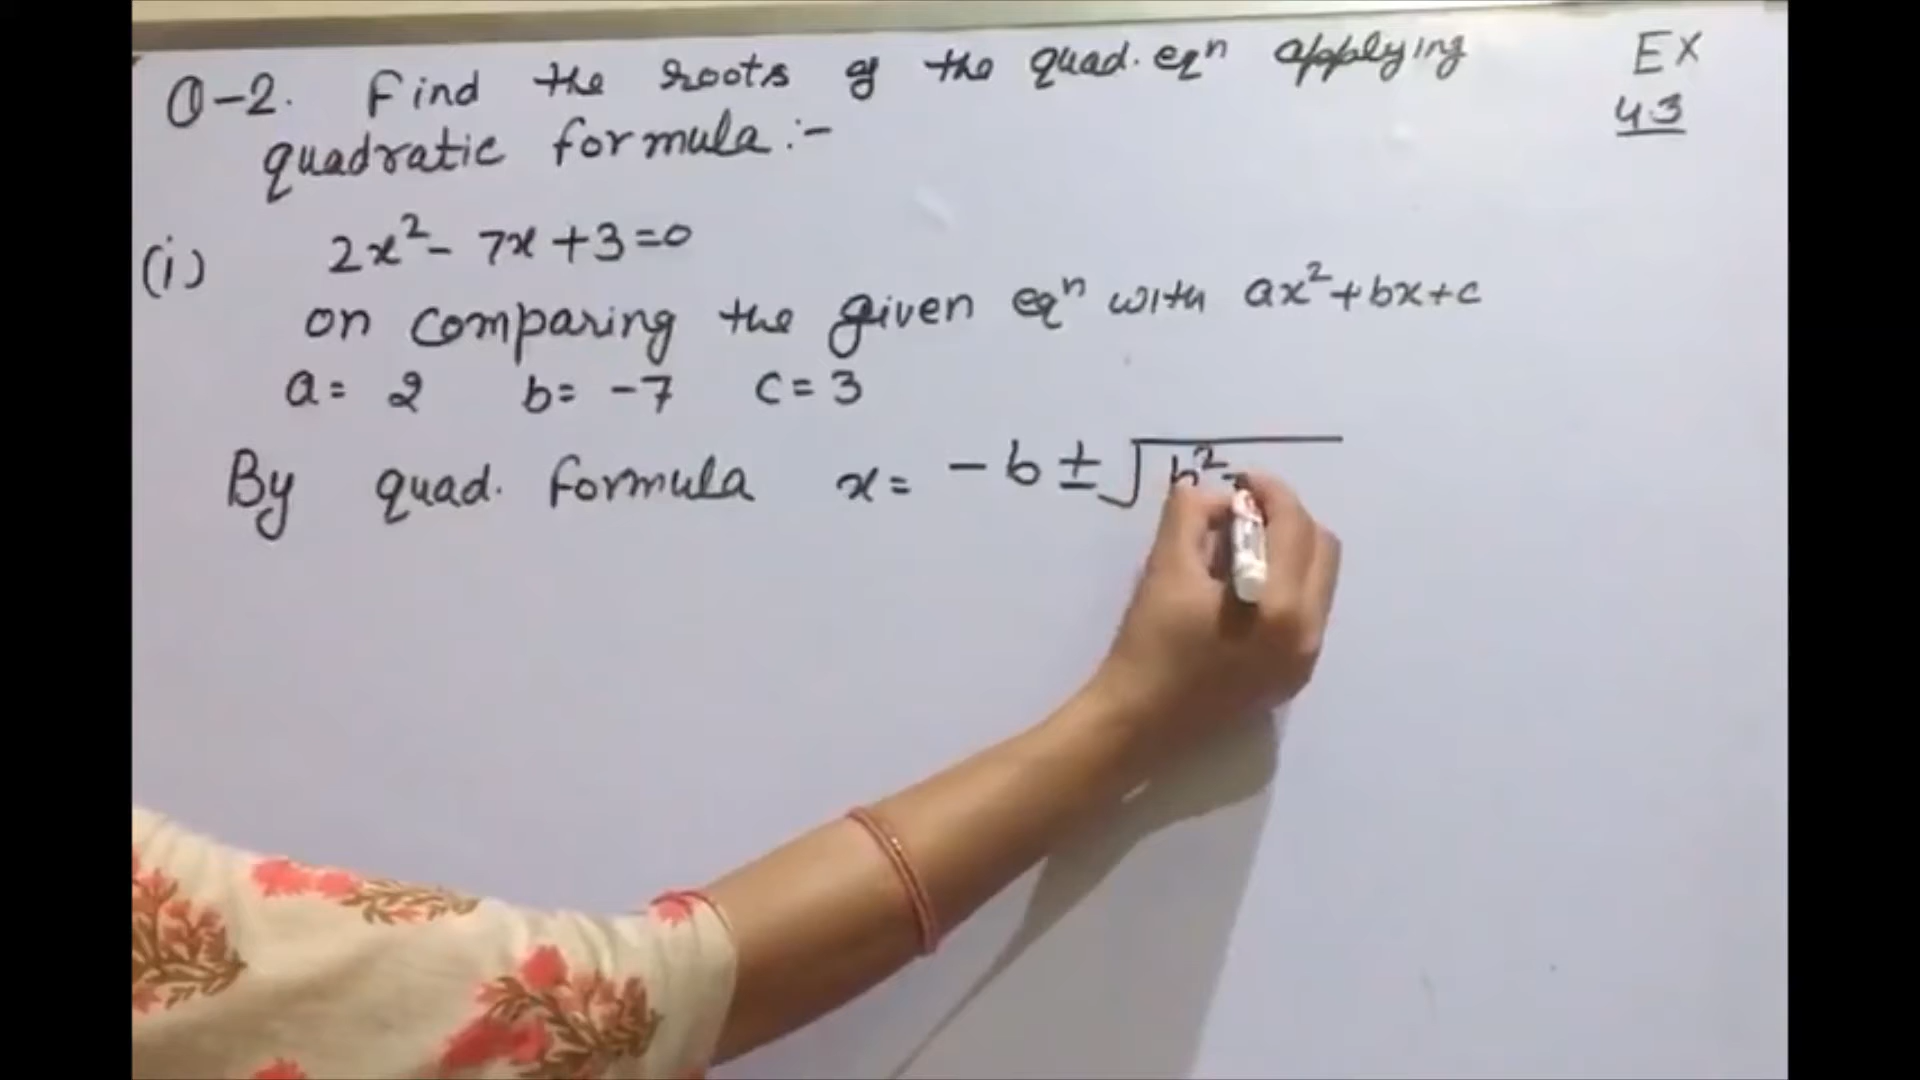 Q-2. Find the roots of the quad. eqⁿ applying
quadratic formula:-
EX
4.3
(i) 2x²- 7x+3=0
on comparing the given eqⁿ with ax²+bx+c
a= 2 b= -7 c=3
By quad. formula x= -b±√b²-